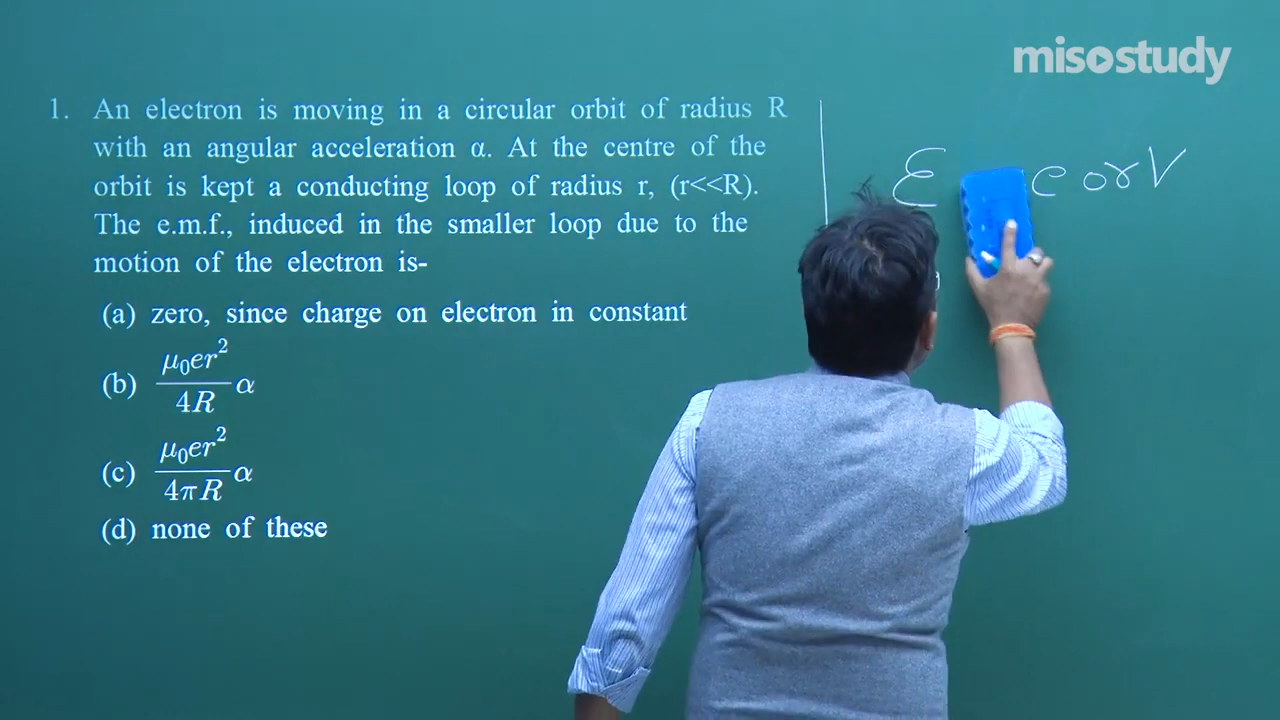 misostudy
1. An electron is moving in a circular orbit of radius R
with an angular acceleration α. At the centre of the
orbit is kept a conducting loop of radius r, (r<<R).
The e.m.f., induced in the smaller loop due to the
motion of the electron is-
(a) zero, since charge on electron in constant
(b) μ₀er²/4R α
(c) μ₀er²/4πR α
(d) none of these
ε e or V